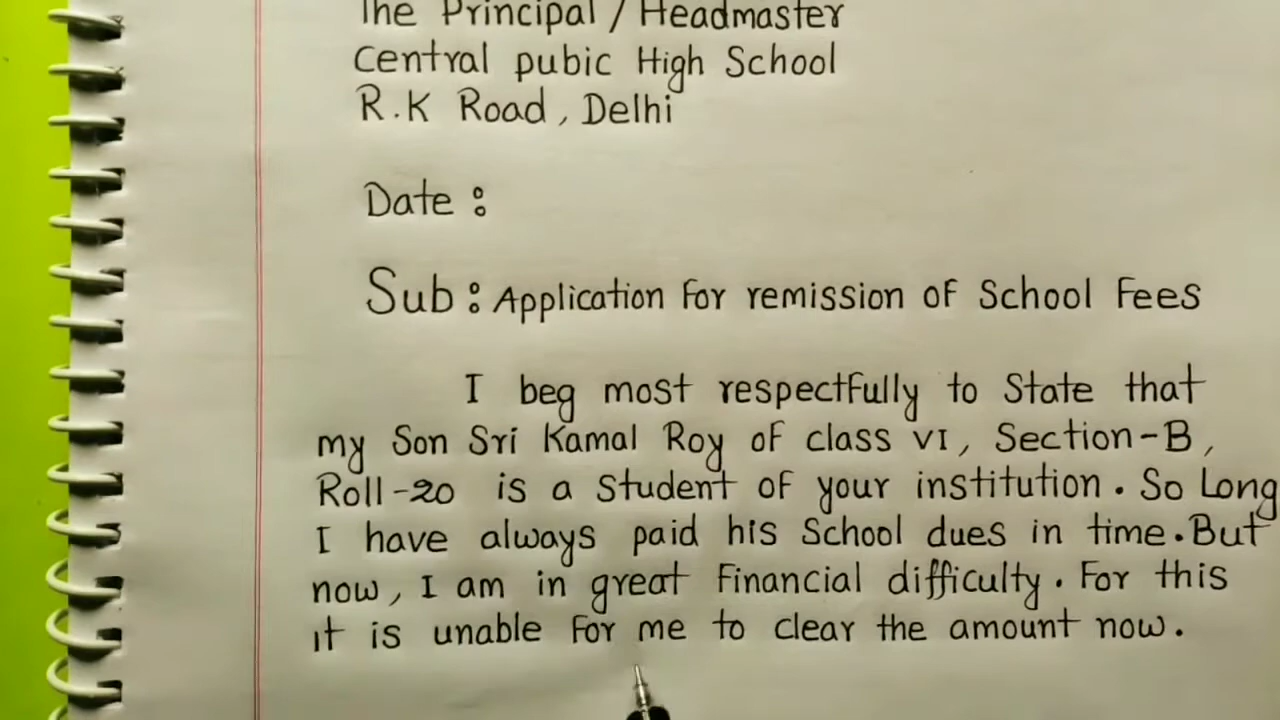 The Principal / Headmaster
Central pubic High School
R.K Road, Delhi
Date :
Sub : Application for remission of School Fees
I beg most respectfully to State that
my Son Sri Kamal Roy of class VI, Section-B,
Roll-20 is a Student of your institution. So Long
I have always paid his School dues in time. But
now, I am in great Financial difficulty. For this
it is unable for me to clear the amount now.